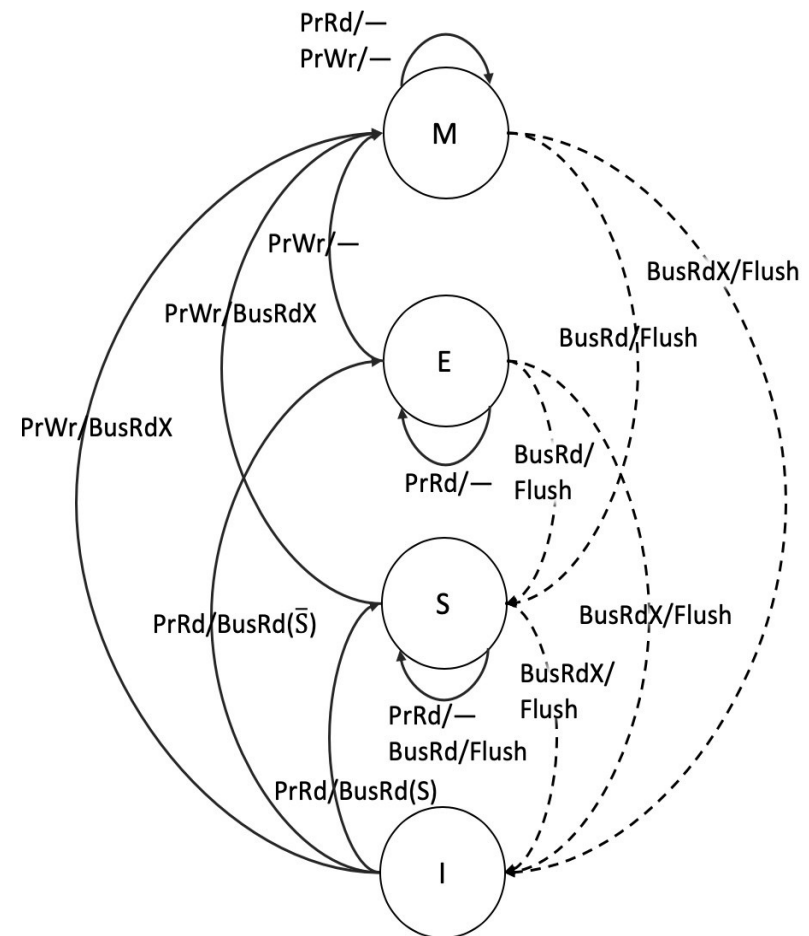 PrRd/—
PrWr/—
M
PrWr/—
BusRdX/Flush
PrWr/BusRdX
BusRd/Flush
E
PrWr/BusRdX
PrRd/—
BusRd/
Flush
S
PrRd/BusRd(S̅)
BusRdX/Flush
BusRdX/
Flush
PrRd/—
BusRd/Flush
PrRd/BusRd(S)
I